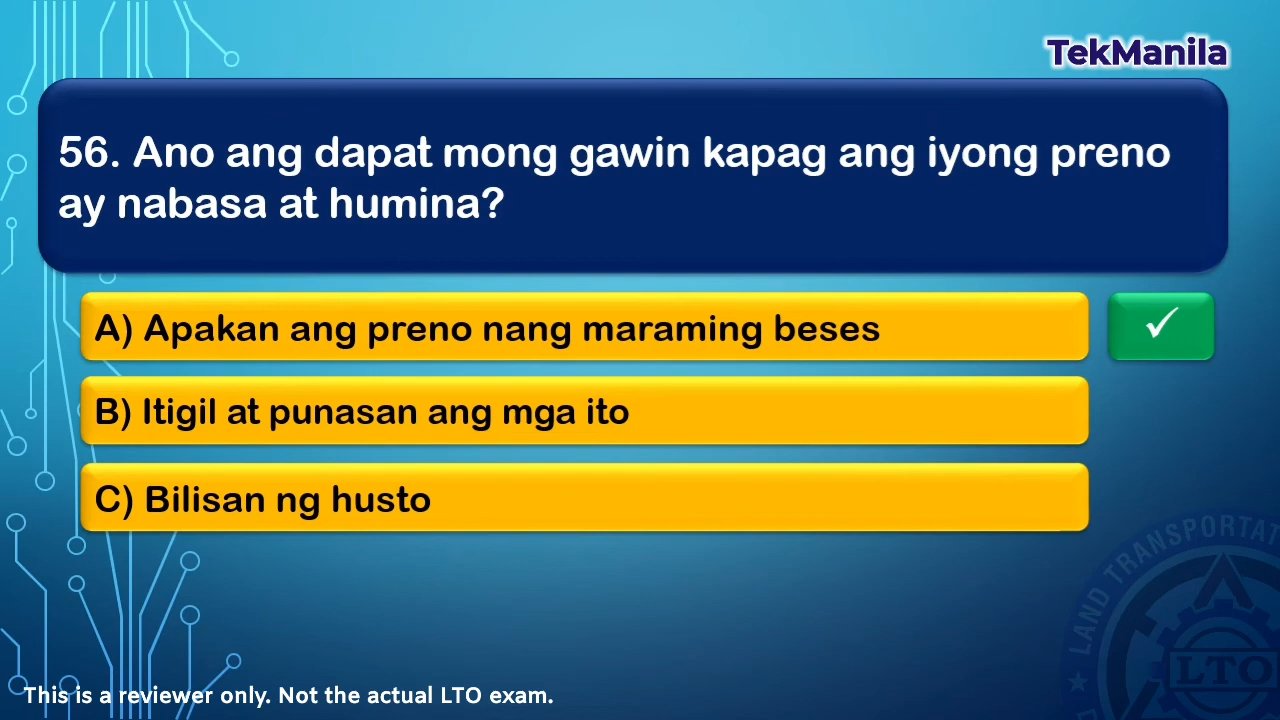 TekManila
56. Ano ang dapat mong gawin kapag ang iyong preno
ay nabasa at humina?
A) Apakan ang preno nang maraming beses
✓
B) Itigil at punasan ang mga ito
C) Bilisan ng husto
LAND
LTO
This is a reviewer only. Not the actual LTO exam.